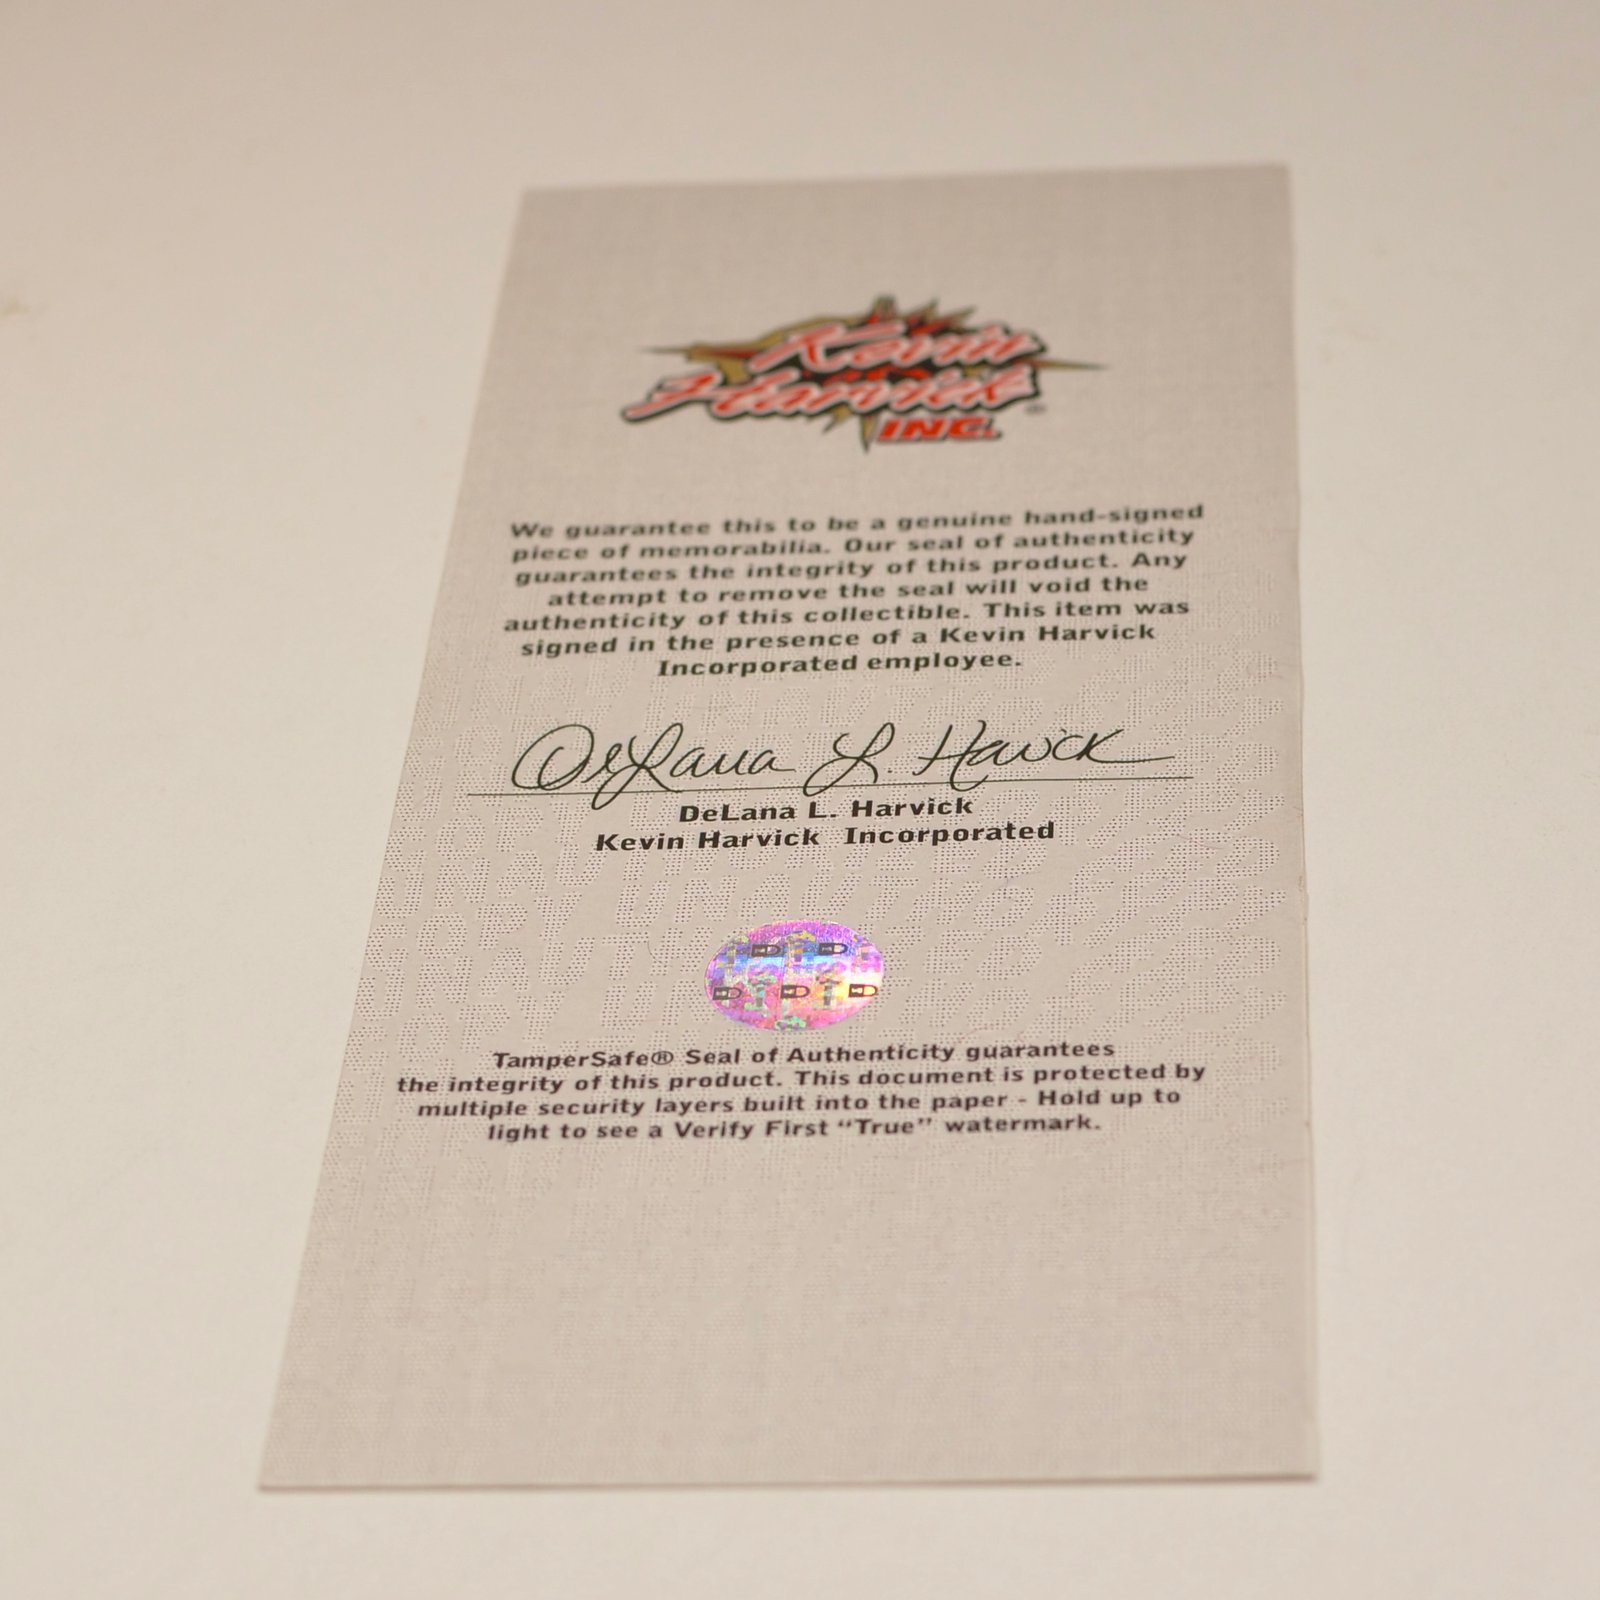 Kevin
Harvick
INC.
We guarantee this to be a genuine hand-signed
piece of memorabilia. Our seal of authenticity
guarantees the integrity of this product. Any
attempt to remove the seal will void the
authenticity of this collectible. This item was
signed in the presence of a Kevin Harvick
Incorporated employee.
DeLana L. Harvick
DeLana L. Harvick
Kevin Harvick Incorporated
TamperSafe® Seal of Authenticity guarantees
the integrity of this product. This document is protected by
multiple security layers built into the paper - Hold up to
light to see a Verify First “True” watermark.